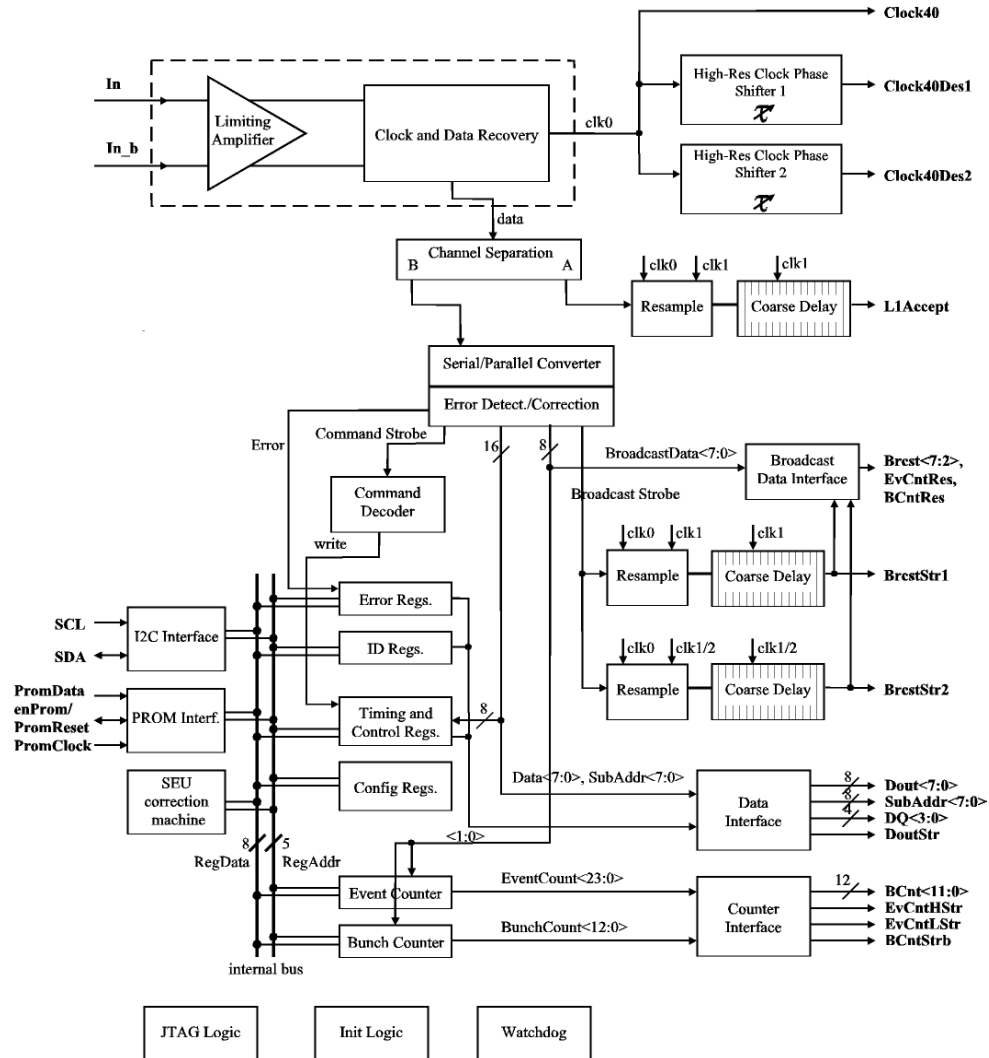 Clock40
In
Limiting
Amplifier
Clock and Data Recovery
clk0
High-Res Clock Phase
Shifter 1
Clock40Des1
In_b
High-Res Clock Phase
Shifter 2
Clock40Des2
data
Channel Separation
B
A
clk0
clk1
clk1
Resample
Coarse Delay
L1Accept
Serial/Parallel Converter
Error Detect./Correction
Error
Command Strobe
16
8
BroadcastData<7:0>
Broadcast
Data Interface
Brcst<7:2>,
EvCntRes,
BCntRes
Command
Decoder
Broadcast Strobe
write
clk0
clk1
clk1
Resample
Coarse Delay
BrcstStr1
Error Regs.
SCL
I2C Interface
SDA
ID Regs.
clk0
clk1/2
clk1/2
Resample
Coarse Delay
BrcstStr2
PromData
enProm/
PromReset
PromClock
PROM Interf.
Timing and
Control Regs.
8
SEU
correction
machine
Config Regs.
Data<7:0>, SubAddr<7:0>
Data
Interface
8
Dout<7:0>
8
SubAddr<7:0>
4
DQ<3:0>
DoutStr
8
5
RegData
RegAddr
<1:0>
Event Counter
EventCount<23:0>
Bunch Counter
BunchCount<12:0>
Counter
Interface
12
BCnt<11:0>
EvCntHStr
EvCntLStr
BCntStrb
internal bus
JTAG Logic
Init Logic
Watchdog